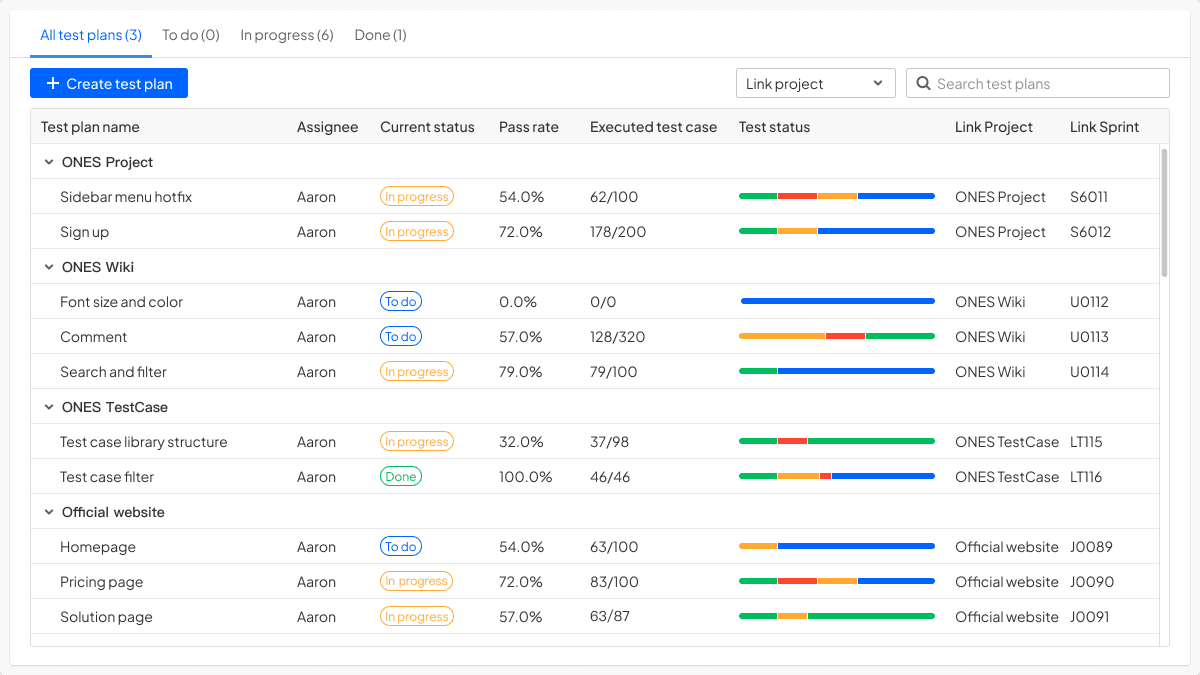 All test plans (3) To do (0) In progress (6) Done (1)
Create test plan Link project Search test plans
Test plan name Assignee Current status Pass rate Executed test case Test status Link Project Link Sprint
ONES Project
Sidebar menu hotfix Aaron In progress 54.0% 62/100 ONES Project S6011
Sign up Aaron In progress 72.0% 178/200 ONES Project S6012
ONES Wiki
Font size and color Aaron To do 0.0% 0/0 ONES Wiki U0112
Comment Aaron To do 57.0% 128/320 ONES Wiki U0113
Search and filter Aaron In progress 79.0% 79/100 ONES Wiki U0114
ONES TestCase
Test case library structure Aaron In progress 32.0% 37/98 ONES TestCase LT115
Test case filter Aaron Done 100.0% 46/46 ONES TestCase LT116
Official website
Homepage Aaron To do 54.0% 63/100 Official website J0089
Pricing page Aaron In progress 72.0% 83/100 Official website J0090
Solution page Aaron In progress 57.0% 63/87 Official website J0091